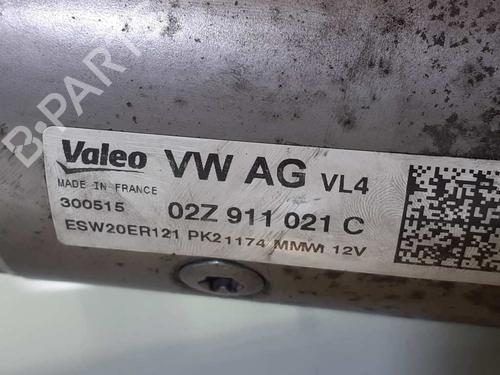 B-PARTS
Valeo VW AG VL4
MADE IN FRANCE
300515 02Z 911 021 C
ESW20ER121 PK21174 MMWI 12V